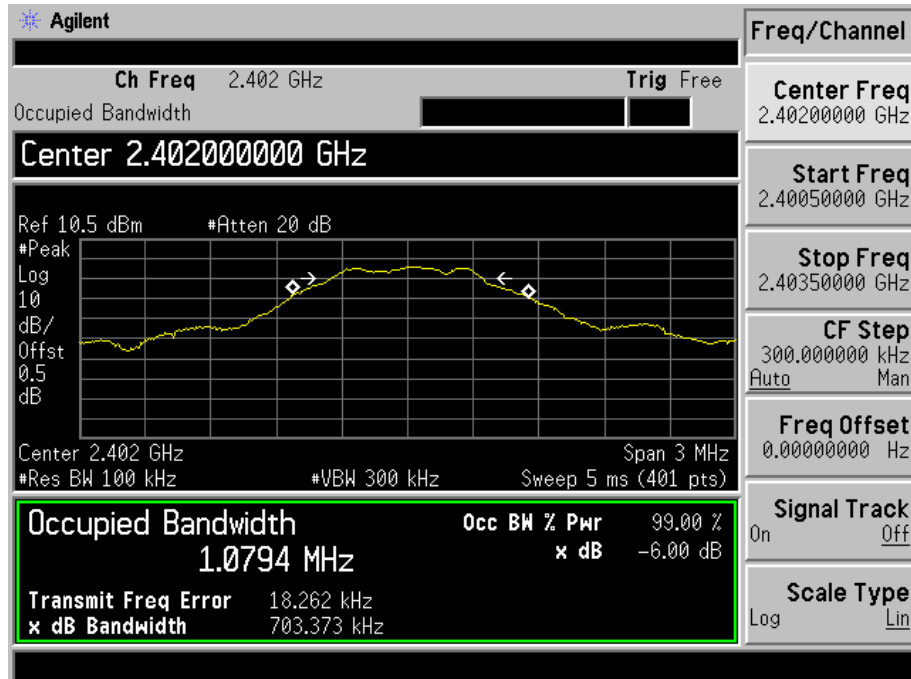 Agilent
Ch Freq 2.402 GHz Trig Free
Occupied Bandwidth
Center 2.402000000 GHz
Ref 10.5 dBm #Atten 20 dB
#Peak
Log
10
dB/
Offst
0.5
dB
Center 2.402 GHz Span 3 MHz
#Res BW 100 kHz #VBW 300 kHz Sweep 5 ms (401 pts)
Occupied Bandwidth
1.0794 MHz
Occ BW % Pwr 99.00 %
x dB -6.00 dB
Transmit Freq Error 18.262 kHz
x dB Bandwidth 703.373 kHz
Freq/Channel
Center Freq
2.40200000 GHz
Start Freq
2.40050000 GHz
Stop Freq
2.40350000 GHz
CF Step
300.000000 kHz
Auto Man
Freq Offset
0.00000000 Hz
Signal Track
On Off
Scale Type
Log Lin